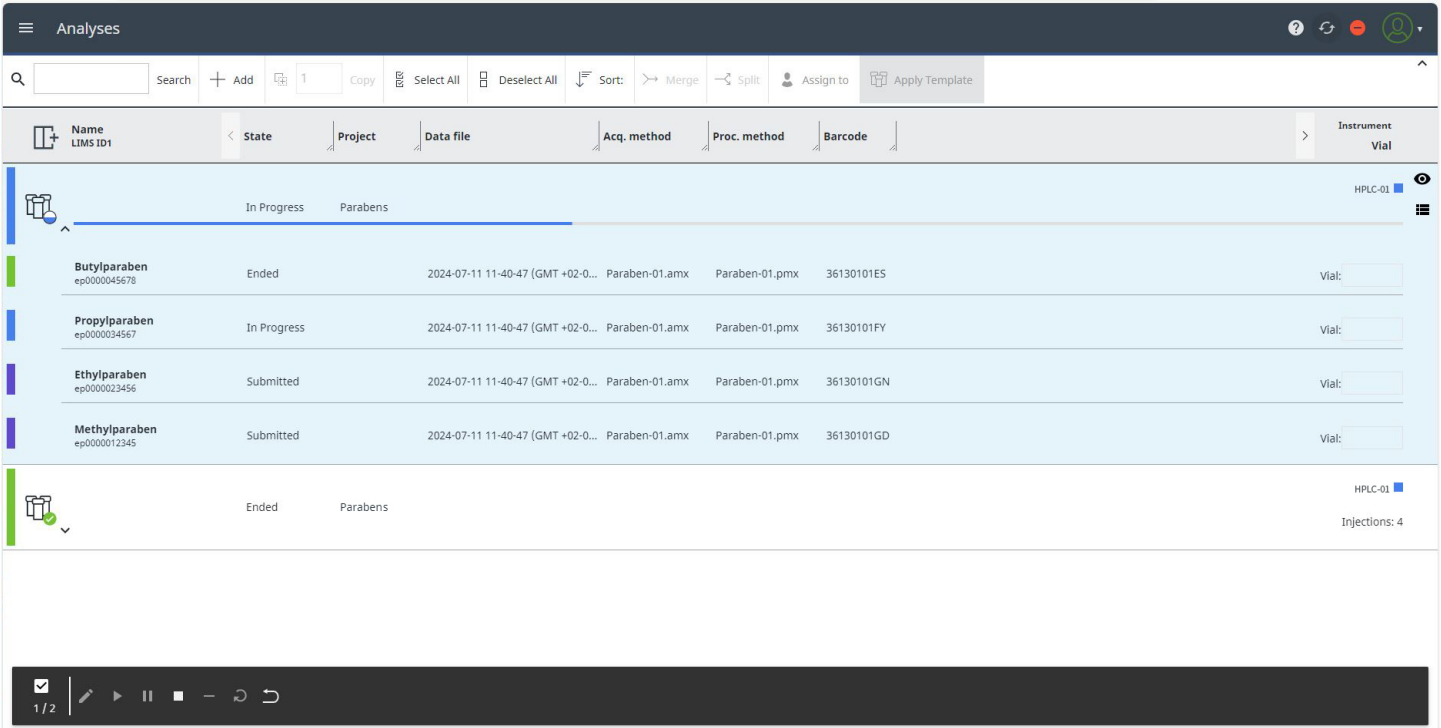 Analyses
Search Add 1 Copy Select All Deselect All Sort: Merge Split Assign to Apply Template
Name State Project Data file Acq. method Proc. method Barcode Instrument
LIMS ID1 Vial
HPLC-01
In Progress Parabens
Butylparaben
ep0000045678 Ended 2024-07-11 11-40-47 (GMT +02-0... Paraben-01.amx Paraben-01.pmx 36130101ES Vial:
Propylparaben
ep0000034567 In Progress 2024-07-11 11-40-47 (GMT +02-0... Paraben-01.amx Paraben-01.pmx 36130101FY Vial:
Ethylparaben
ep0000023456 Submitted 2024-07-11 11-40-47 (GMT +02-0... Paraben-01.amx Paraben-01.pmx 36130101GN Vial:
Methylparaben
ep0000012345 Submitted 2024-07-11 11-40-47 (GMT +02-0... Paraben-01.amx Paraben-01.pmx 36130101GD Vial:
HPLC-01
Ended Parabens
Injections: 4
1 / 2